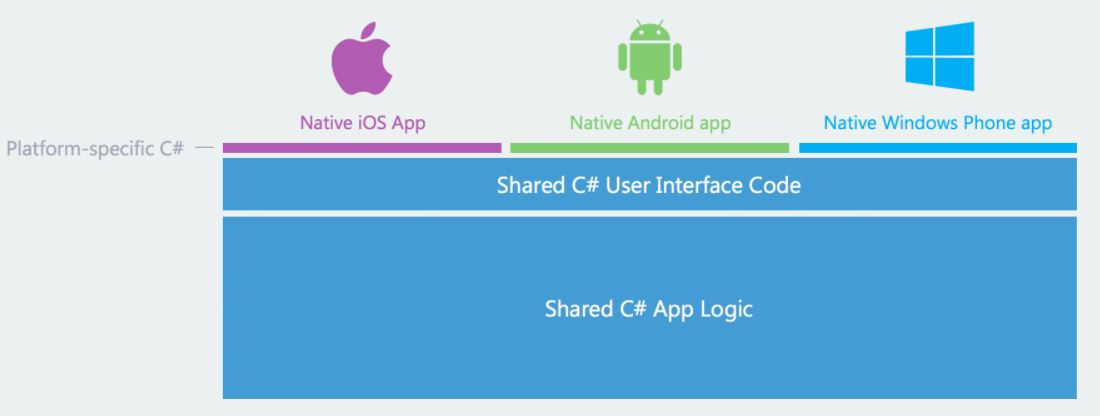 Native iOS App
Native Android app
Native Windows Phone app
Platform-specific C#
Shared C# User Interface Code
Shared C# App Logic